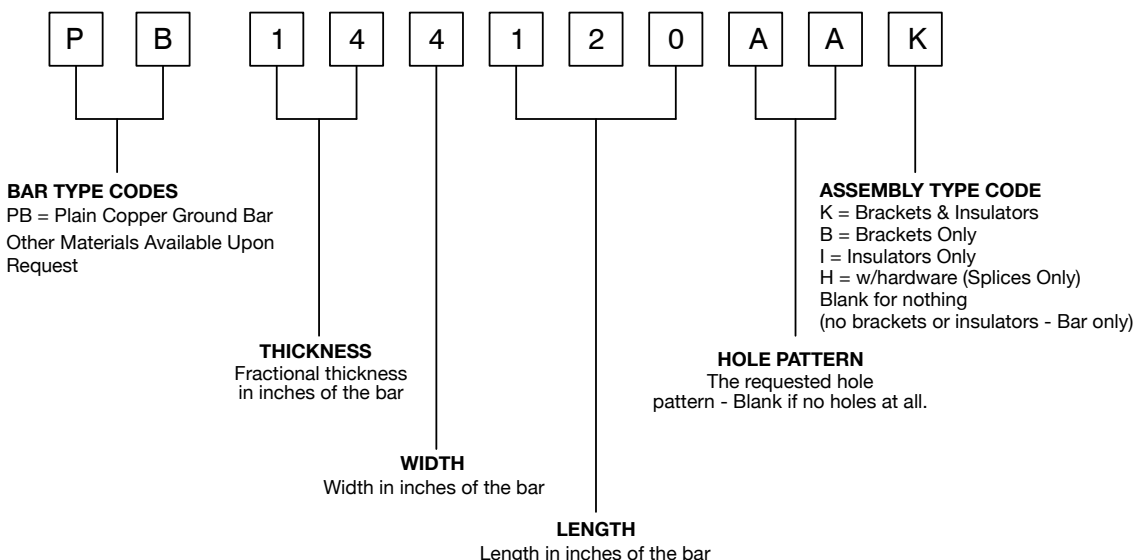 P B 1 4 4 1 2 0 A A K
BAR TYPE CODES
PB = Plain Copper Ground Bar
Other Materials Available Upon
Request
ASSEMBLY TYPE CODE
K = Brackets & Insulators
B = Brackets Only
I = Insulators Only
H = w/hardware (Splices Only)
Blank for nothing
(no brackets or insulators - Bar only)
THICKNESS
Fractional thickness
in inches of the bar
HOLE PATTERN
The requested hole
pattern - Blank if no holes at all.
WIDTH
Width in inches of the bar
LENGTH
Length in inches of the bar